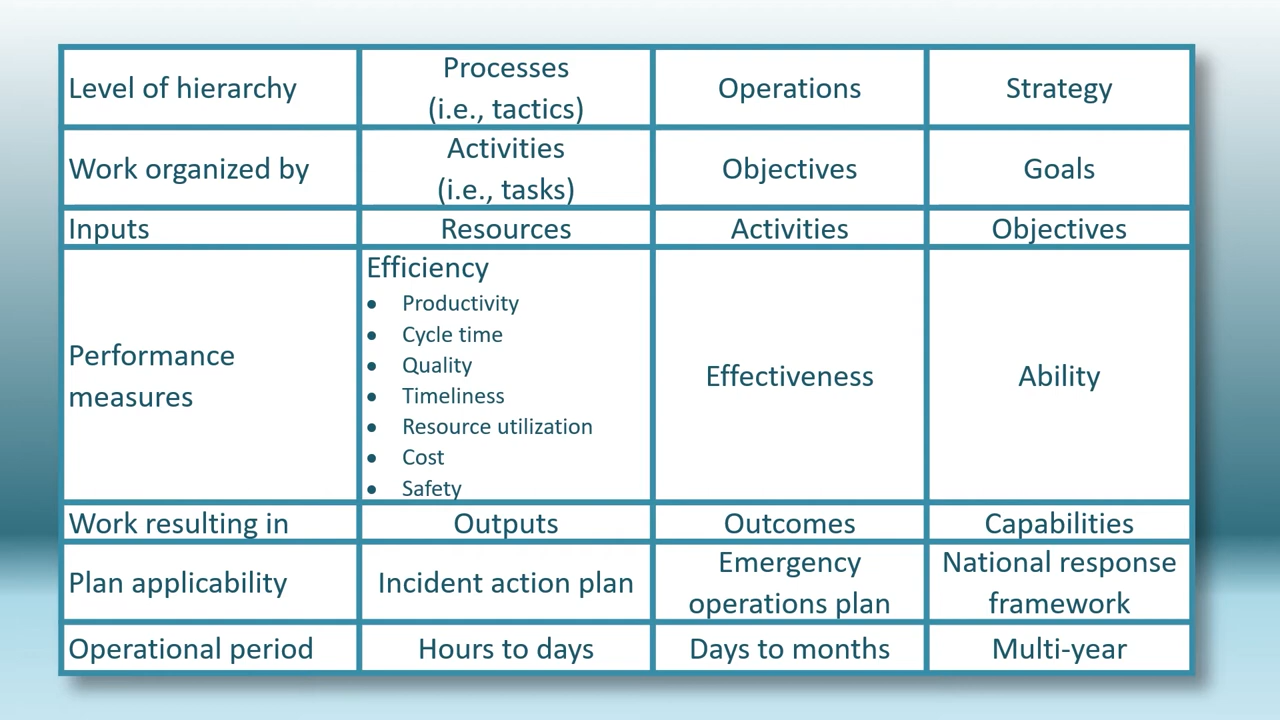 Level of hierarchy
Processes
(i.e., tactics)
Operations
Strategy
Work organized by
Activities
(i.e., tasks)
Objectives
Goals
Inputs
Resources
Activities
Objectives
Performance
measures
Efficiency
• Productivity
• Cycle time
• Quality
• Timeliness
• Resource utilization
• Cost
• Safety
Effectiveness
Ability
Work resulting in
Outputs
Outcomes
Capabilities
Plan applicability
Incident action plan
Emergency
operations plan
National response
framework
Operational period
Hours to days
Days to months
Multi-year